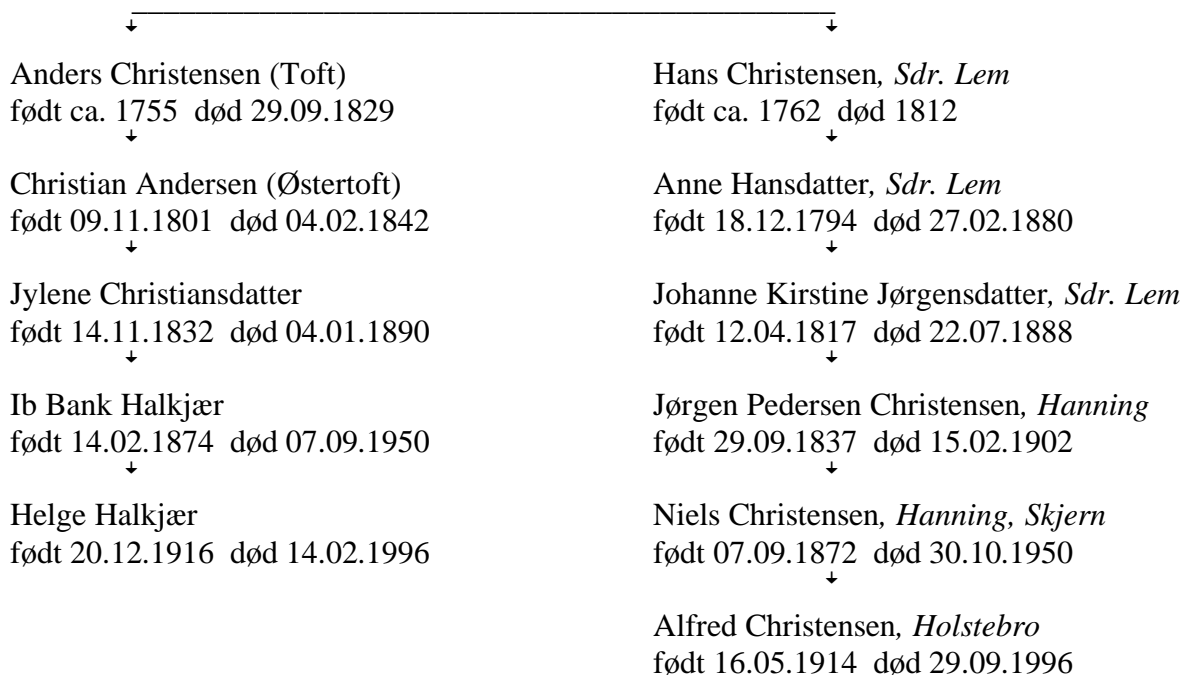 Anders Christensen (Toft)
født ca. 1755 død 29.09.1829
Christian Andersen (Østertoft)
født 09.11.1801 død 04.02.1842
Jylene Christiansdatter
født 14.11.1832 død 04.01.1890
Ib Bank Halkjær
født 14.02.1874 død 07.09.1950
Helge Halkjær
født 20.12.1916 død 14.02.1996
Hans Christensen, Sdr. Lem
født ca. 1762 død 1812
Anne Hansdatter, Sdr. Lem
født 18.12.1794 død 27.02.1880
Johanne Kirstine Jørgensdatter, Sdr. Lem
født 12.04.1817 død 22.07.1888
Jørgen Pedersen Christensen, Hanning
født 29.09.1837 død 15.02.1902
Niels Christensen, Hanning, Skjern
født 07.09.1872 død 30.10.1950
Alfred Christensen, Holstebro
født 16.05.1914 død 29.09.1996